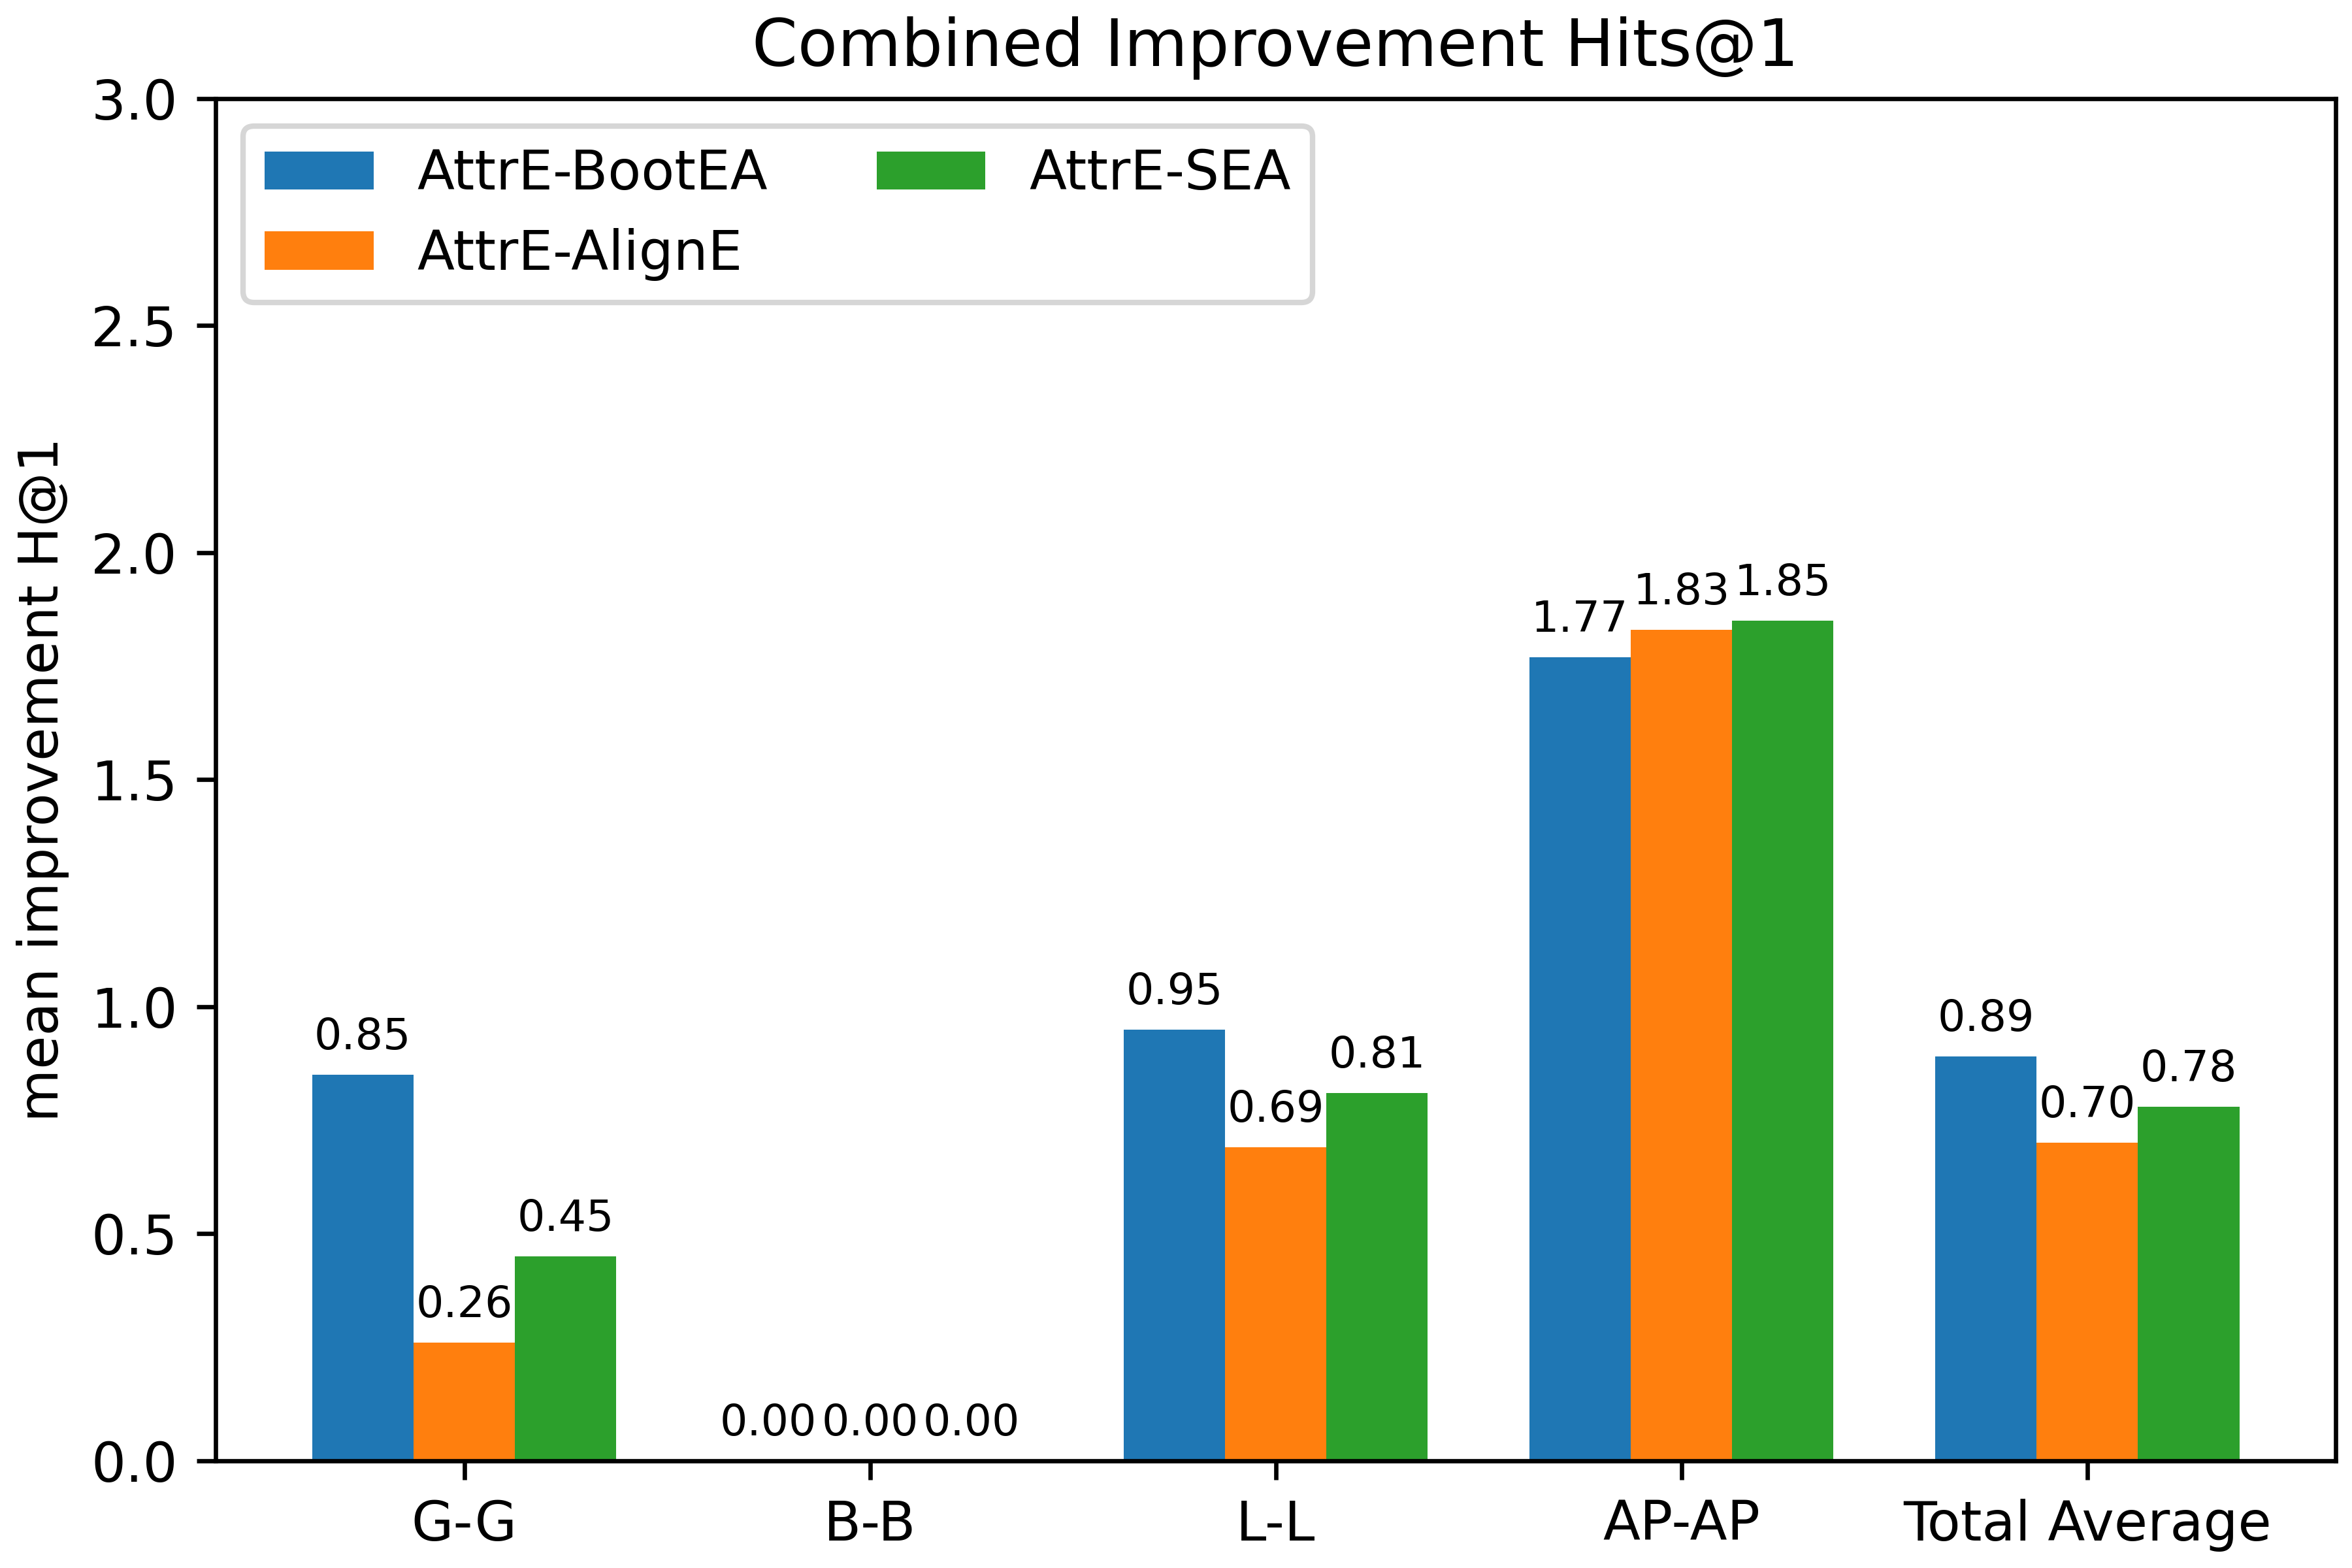 Combined Improvement Hits@1
mean improvement H@1
3.0
2.5
2.0
1.5
1.0
0.5
0.0
AttrE-BootEA
AttrE-AlignE
AttrE-SEA
0.85
0.26
0.45
0.00
0.00
0.00
0.95
0.69
0.81
1.77
1.83
1.85
0.89
0.70
0.78
G-G
B-B
L-L
AP-AP
Total Average